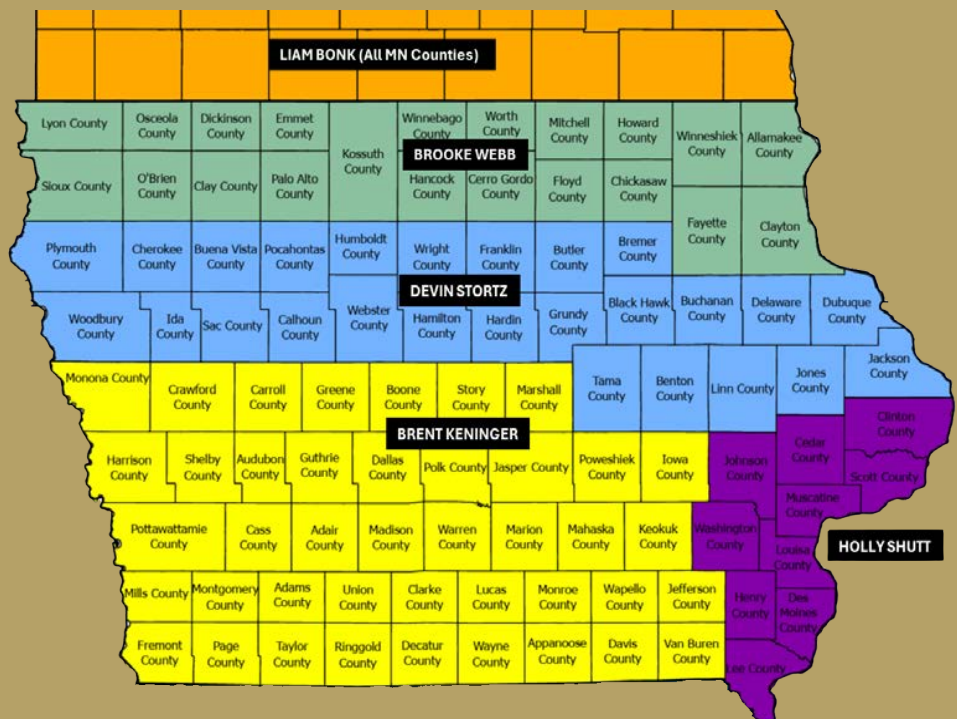 LIAM BONK (All MN Counties)
Lyon County
Osceola
County
Dickinson
County
Emmet
County
Kossuth
County
Winnebago
County
Worth
County
Mitchell
County
Howard
County
Winneshiek
County
Allamakee
County
BROOKE WEBB
Sioux County
O'Brien
County
Clay County
Palo Alto
County
Hancock
County
Cerro Gordo
County
Floyd
County
Chickasaw
County
Fayette
County
Clayton
County
Plymouth
County
Cherokee
County
Buena Vista
County
Pocahontas
County
Humboldt
County
Wright
County
Franklin
County
Butler
County
Bremer
County
DEVIN STORTZ
Woodbury
County
Ida
County
Sac County
Calhoun
County
Webster
County
Hamilton
County
Hardin
County
Grundy
County
Black Hawk
County
Buchanan
County
Delaware
County
Dubuque
County
Monona County
Crawford
County
Carroll
County
Greene
County
Boone
County
Story
County
Marshall
County
Tama
County
Benton
County
Linn County
Jones
County
Jackson
County
BRENT KENINGER
Harrison
County
Shelby
County
Audubon
County
Guthrie
County
Dallas
County
Polk County
Jasper County
Poweshiek
County
Iowa
County
Johnson
County
Cedar
County
Clinton
County
Scott County
Muscatine
County
Pottawattamie
County
Cass
County
Adair
County
Madison
County
Warren
County
Marion
County
Mahaska
County
Keokuk
County
Washington
County
Louisa
County
HOLLY SHUTT
Mills County
Montgomery
County
Adams
County
Union
County
Clarke
County
Lucas
County
Monroe
County
Wapello
County
Jefferson
County
Henry
County
Des
Moines
County
Fremont
County
Page
County
Taylor
County
Ringgold
County
Decatur
County
Wayne
County
Appanoose
County
Davis
County
Van Buren
County
Lee County